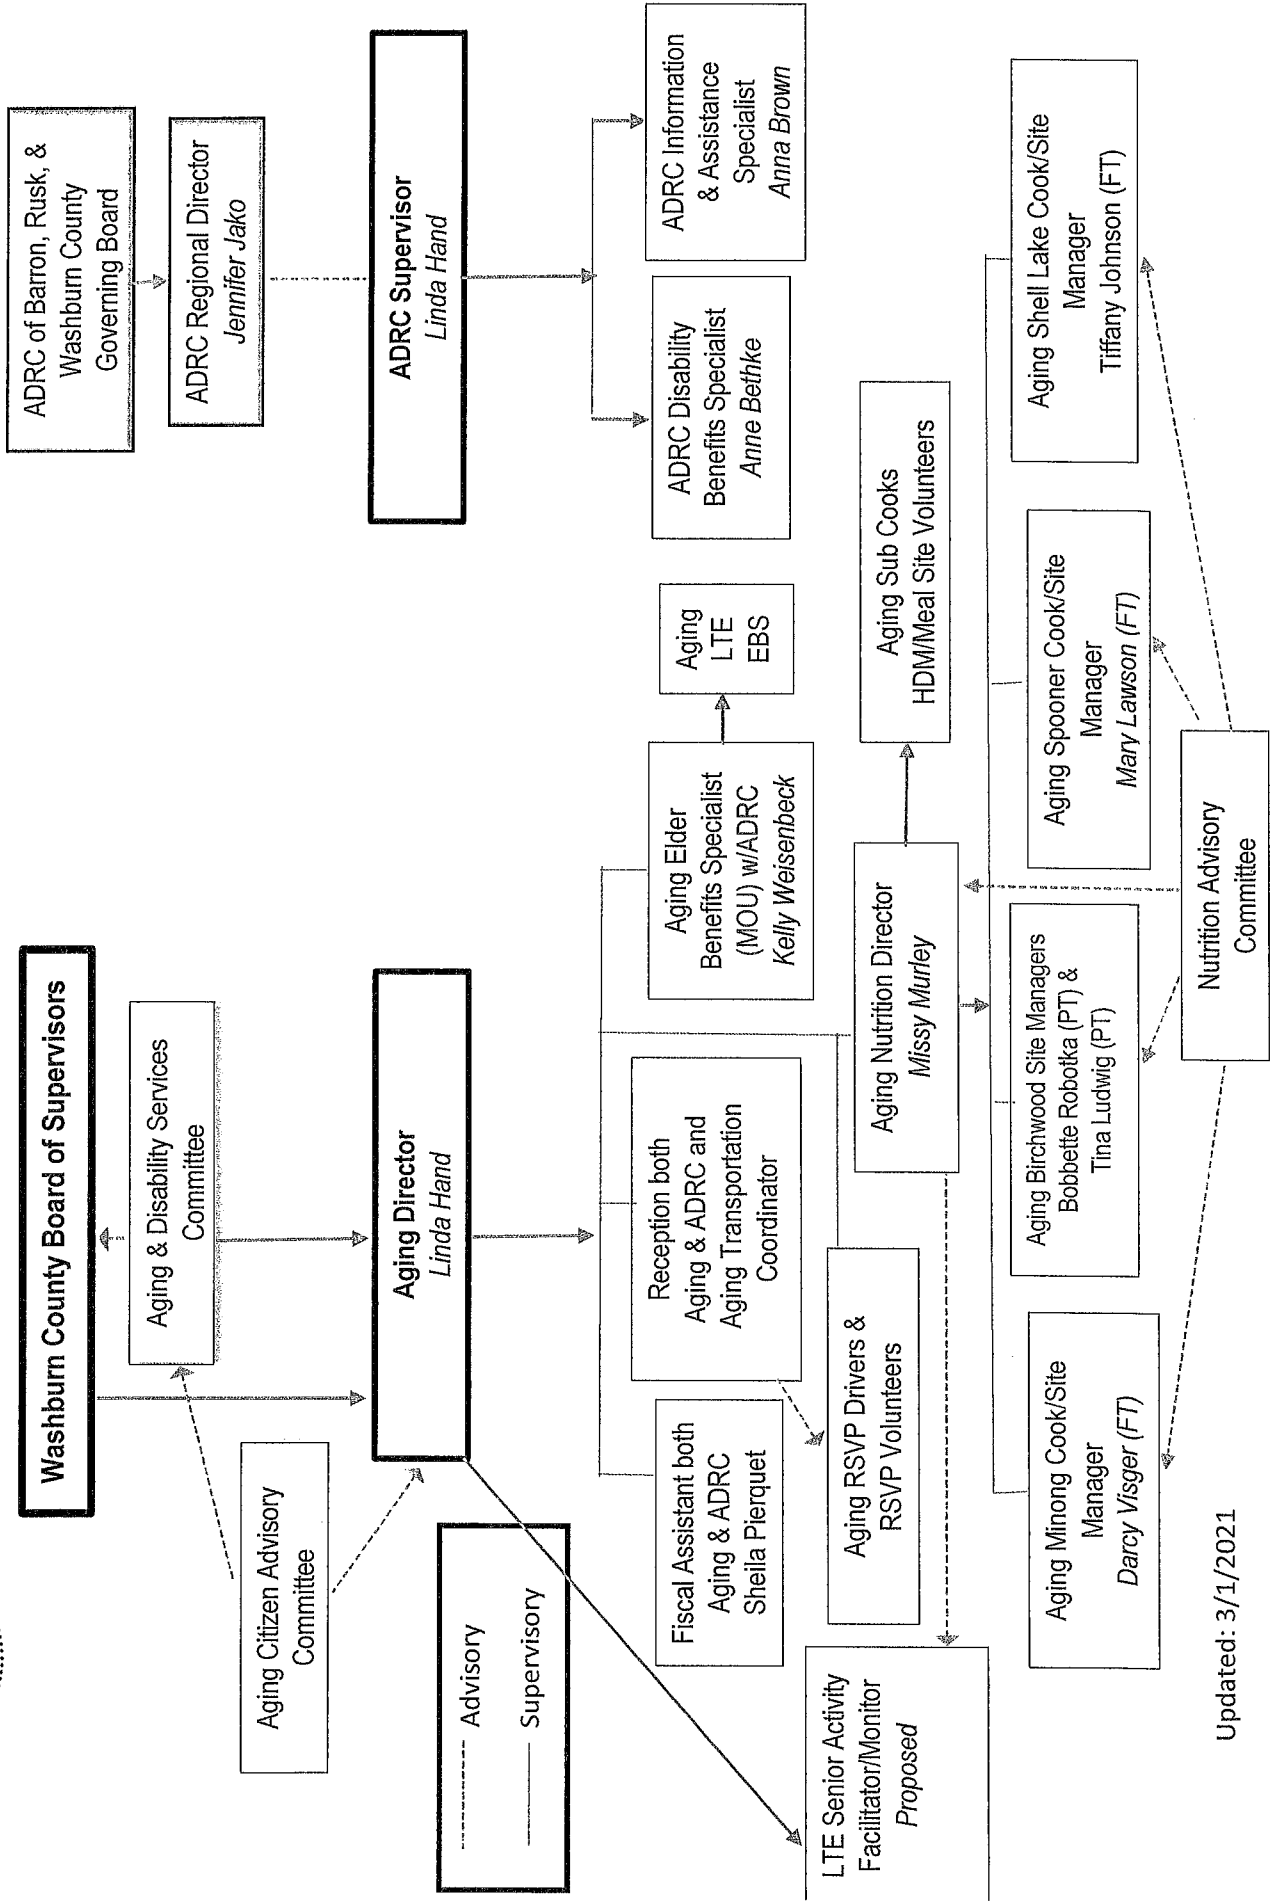 Washburn County Board of Supervisors
Aging & Disability Services
Committee
Aging Citizen Advisory
Committee
Advisory
Supervisory
Aging Director
Linda Hand
ADRC of Barron, Rusk, &
Washburn County
Governing Board
ADRC Regional Director
Jennifer Jako
ADRC Supervisor
Linda Hand
Fiscal Assistant both
Aging & ADRC
Sheila Pierquet
Reception both
Aging & ADRC and
Aging Transportation
Coordinator
Aging Elder
Benefits Specialist
(MOU) w/ADRC
Kelly Weisenbeck
Aging
LTE
EBS
ADRC Disability
Benefits Specialist
Anne Bethke
ADRC Information
& Assistance
Specialist
Anna Brown
LTE Senior Activity
Facilitator/Monitor
Proposed
Aging RSVP Drivers &
RSVP Volunteers
Aging Nutrition Director
Missy Murley
Aging Sub Cooks
HDM/Meal Site Volunteers
Aging Minong Cook/Site
Manager
Darcy Visger (FT)
Aging Birchwood Site Managers
Bobbette Robotka (PT) &
Tina Ludwig (PT)
Aging Spooner Cook/Site
Manager
Mary Lawson (FT)
Aging Shell Lake Cook/Site
Manager
Tiffany Johnson (FT)
Nutrition Advisory
Committee
Updated: 3/1/2021